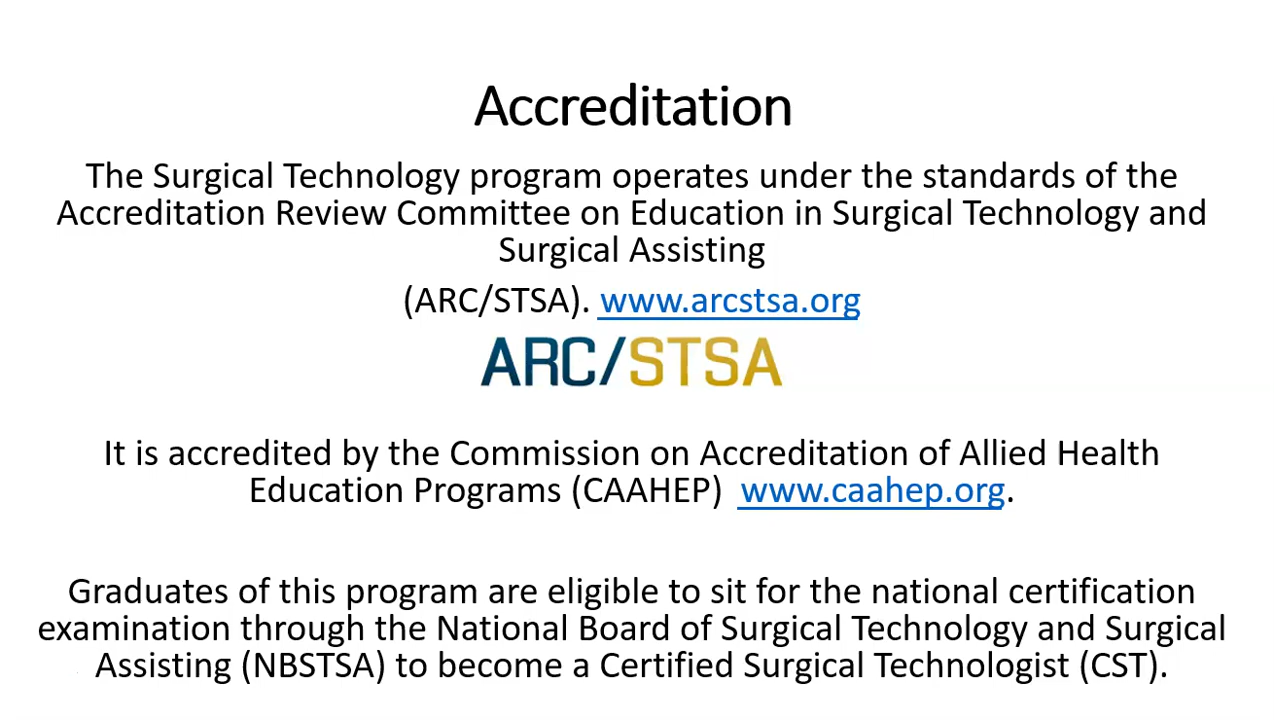 Accreditation
The Surgical Technology program operates under the standards of the
Accreditation Review Committee on Education in Surgical Technology and
Surgical Assisting
(ARC/STSA). www.arcstsa.org
ARC/STSA
It is accredited by the Commission on Accreditation of Allied Health
Education Programs (CAAHEP)  www.caahep.org.
Graduates of this program are eligible to sit for the national certification
examination through the National Board of Surgical Technology and Surgical
Assisting (NBSTSA) to become a Certified Surgical Technologist (CST).